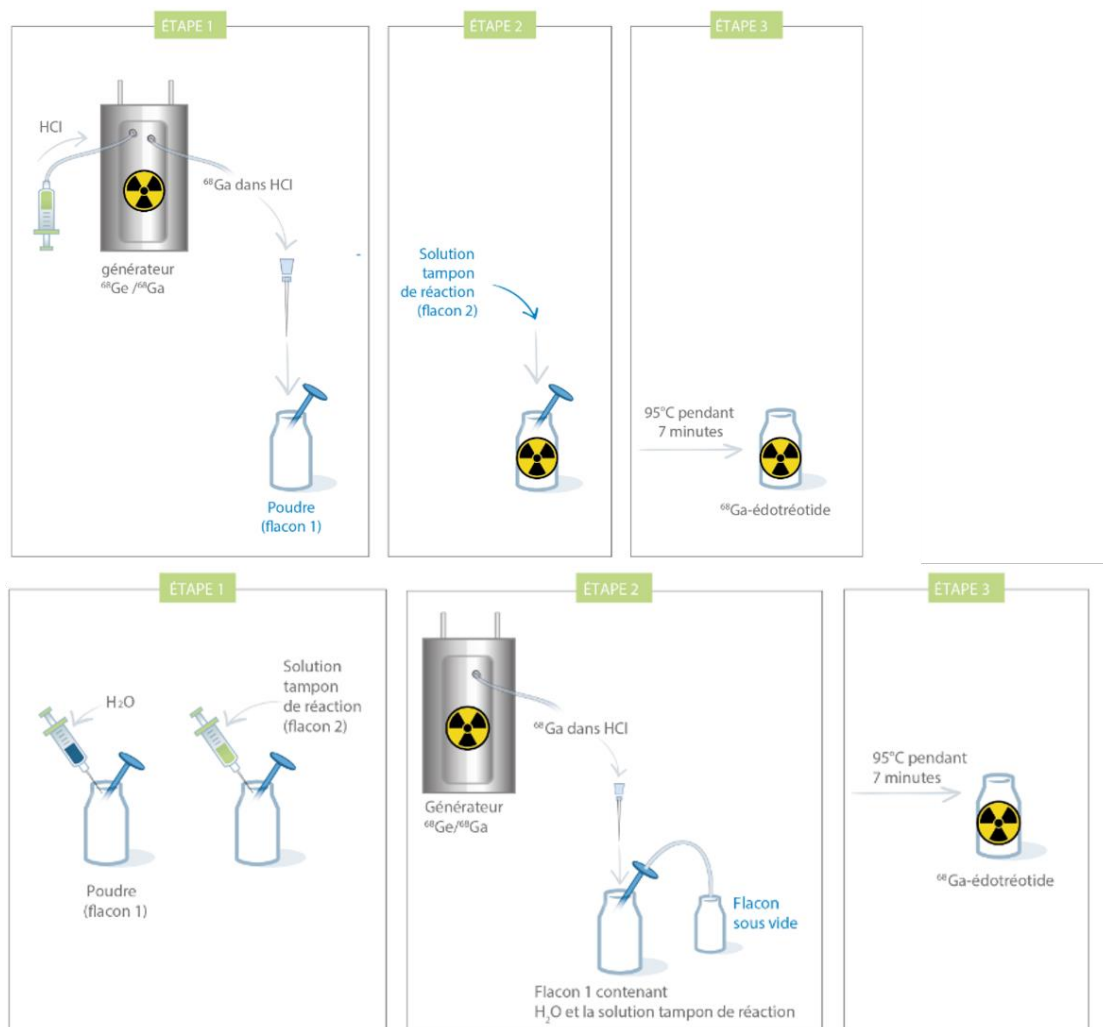 ÉTAPE 1
HCl
⁶⁸Ga dans HCl
générateur
⁶⁸Ge /⁶⁸Ga
Poudre
(flacon 1)
ÉTAPE 2
Solution
tampon
de réaction
(flacon 2)
ÉTAPE 3
95°C pendant
7 minutes
⁶⁸Ga-édotréotide
ÉTAPE 1
H₂O
Solution
tampon
de réaction
(flacon 2)
Poudre
(flacon 1)
ÉTAPE 2
⁶⁸Ga dans HCl
Générateur
⁶⁸Ge/⁶⁸Ga
Flacon
sous vide
Flacon 1 contenant
H₂O et la solution tampon de réaction
ÉTAPE 3
95°C pendant
7 minutes
⁶⁸Ga-édotréotide